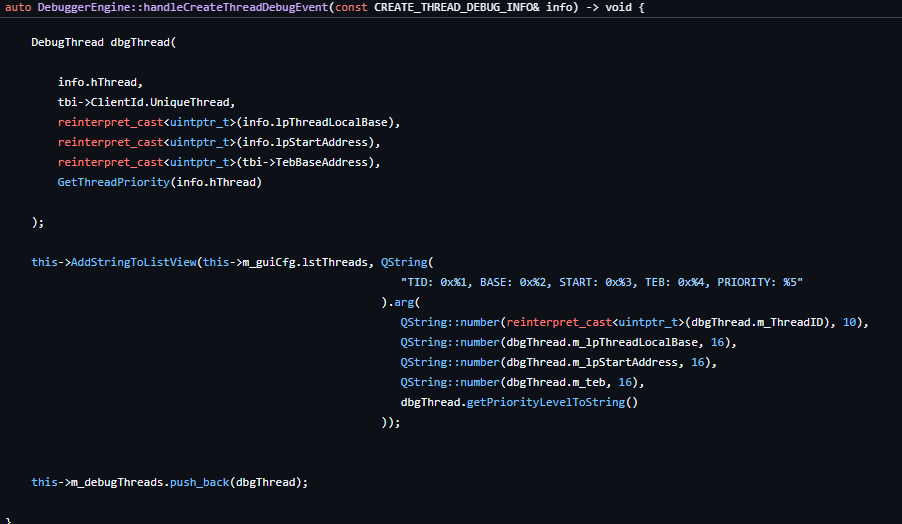 auto DebuggerEngine::handleCreateThreadDebugEvent(const CREATE_THREAD_DEBUG_INFO& info) -> void {
DebugThread dbgThread(
info.hThread,
tbi->ClientId.UniqueThread,
reinterpret_cast<uintptr_t>(info.lpThreadLocalBase),
reinterpret_cast<uintptr_t>(info.lpStartAddress),
reinterpret_cast<uintptr_t>(tbi->TebBaseAddress),
GetThreadPriority(info.hThread)
);
this->AddStringToListView(this->m_guiCfg.lstThreads, QString(
"TID: 0x%1, BASE: 0x%2, START: 0x%3, TEB: 0x%4, PRIORITY: %5"
).arg(
QString::number(reinterpret_cast<uintptr_t>(dbgThread.m_ThreadID), 10),
QString::number(dbgThread.m_lpThreadLocalBase, 16),
QString::number(dbgThread.m_lpStartAddress, 16),
QString::number(dbgThread.m_teb, 16),
dbgThread.getPriorityLevelToString()
));
this->m_debugThreads.push_back(dbgThread);
}